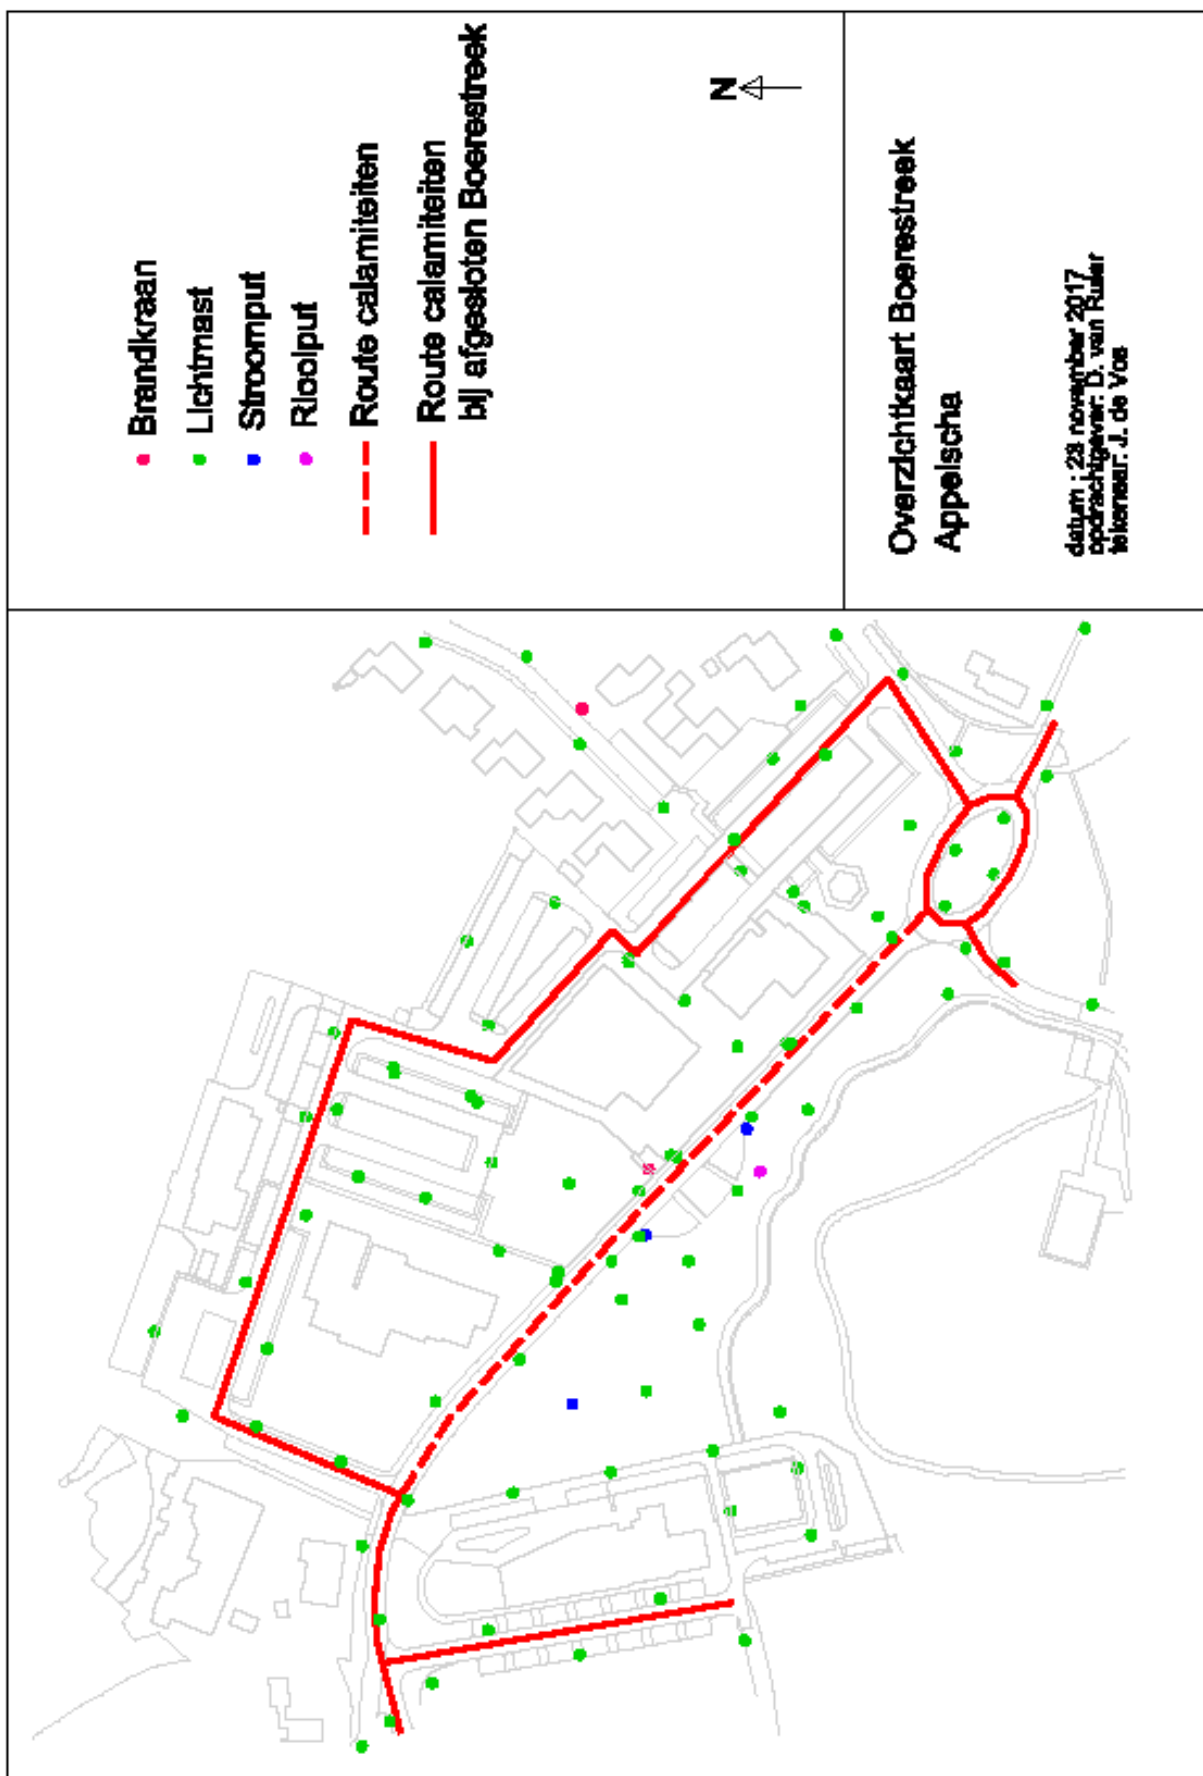 Brandkraan
Lichtmast
Stroomput
Rioolput
Route calamiteiten
Route calamiteiten
bij afgesloten Boerestreek
N
Overzichtkaart Boerestreek
Appelscha
datum : 23 november 2017
opdrachtgever: D. van Ruler
tekenaar: J. de Vos